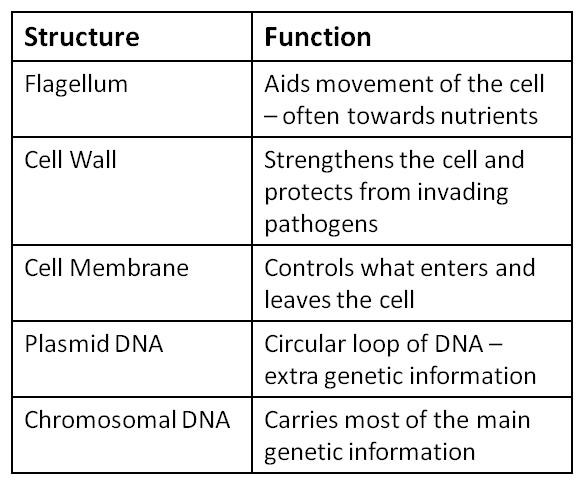 Structure Function
Flagellum Aids movement of the cell
– often towards nutrients
Cell Wall Strengthens the cell and
protects from invading
pathogens
Cell Membrane Controls what enters and
leaves the cell
Plasmid DNA Circular loop of DNA –
extra genetic information
Chromosomal DNA Carries most of the main
genetic information